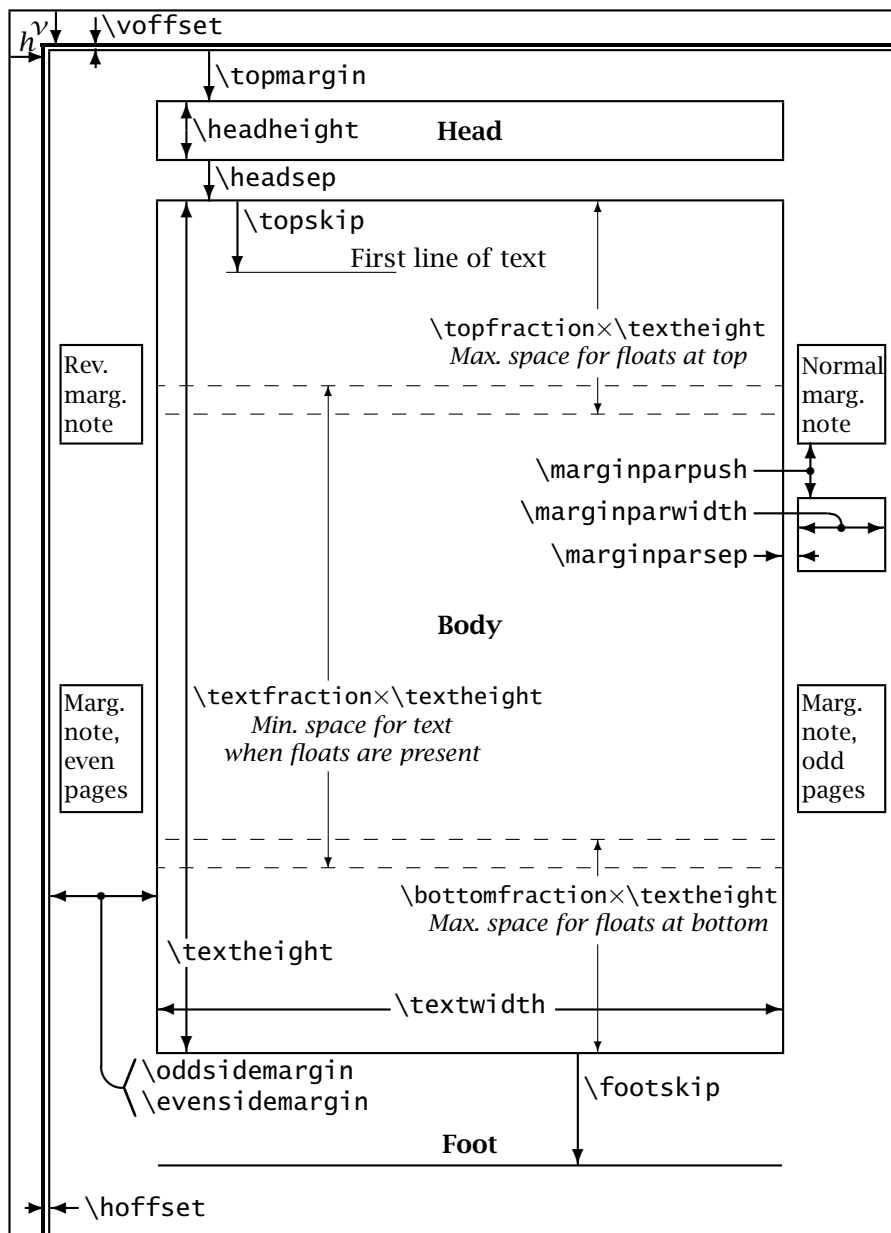 v \voffset
h
\topmargin
\headheight Head
\headsep
\topskip
First line of text
\topfraction×\textheight
Max. space for floats at top
Rev.
marg.
note
Normal
marg.
note
\marginparpush
\marginparwidth
\marginparsep
Body
\textfraction×\textheight
Min. space for text
when floats are present
Marg.
note,
even
pages
Marg.
note,
odd
pages
\bottomfraction×\textheight
Max. space for floats at bottom
\textheight
\textwidth
\oddsidemargin
\evensidemargin
\footskip
Foot
\hoffset